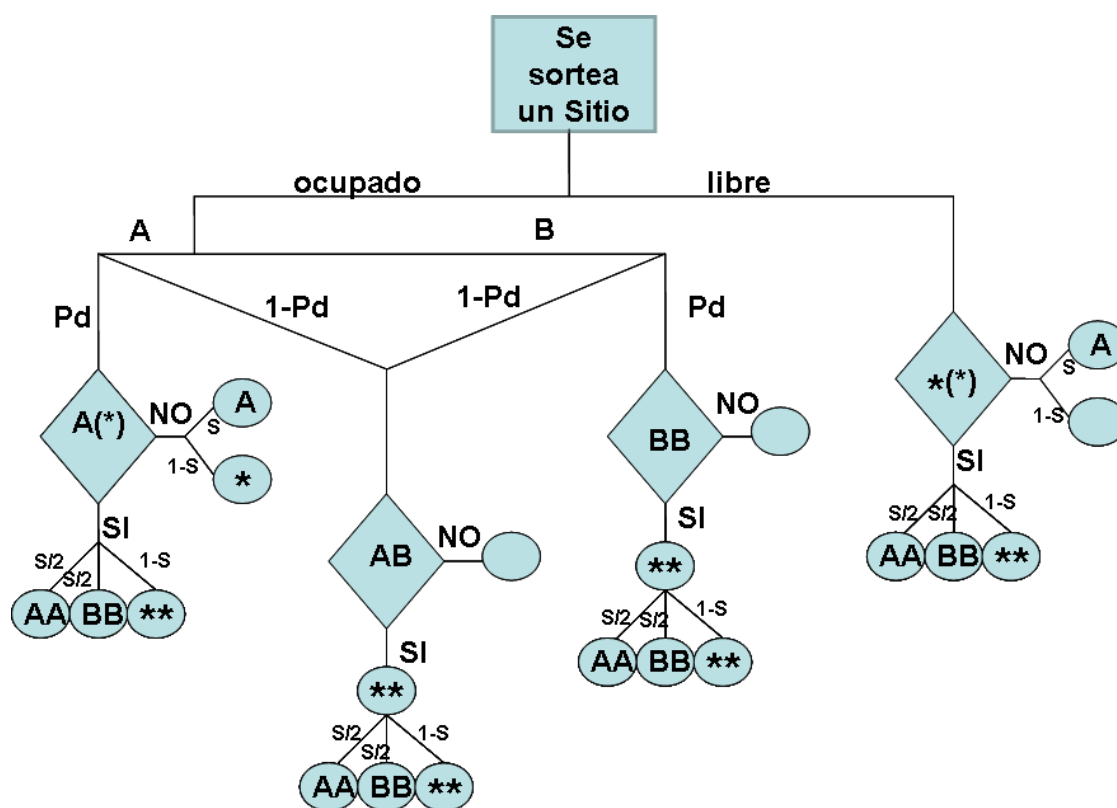 Se
sortea
un Sitio
ocupado
libre
A
B
1-Pd
1-Pd
Pd
Pd
A(*)
NO
A
S
1-S
*
SI
S/2
S/2
1-S
AA
BB
**
AB
NO
SI
**
S/2
S/2
1-S
AA
BB
**
BB
NO
SI
**
S/2
S/2
1-S
AA
BB
**
*(*)
NO
A
S
1-S
SI
S/2
S/2
1-S
AA
BB
**